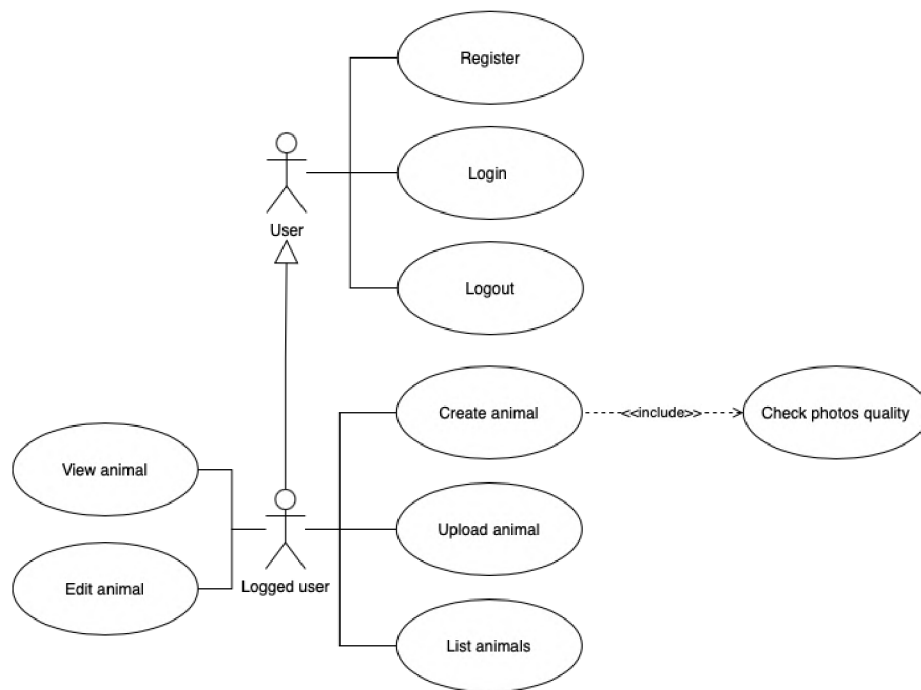 Register
Login
User
Logout
Create animal
<<include>>
Check photos quality
View animal
Upload animal
Edit animal
Logged user
List animals